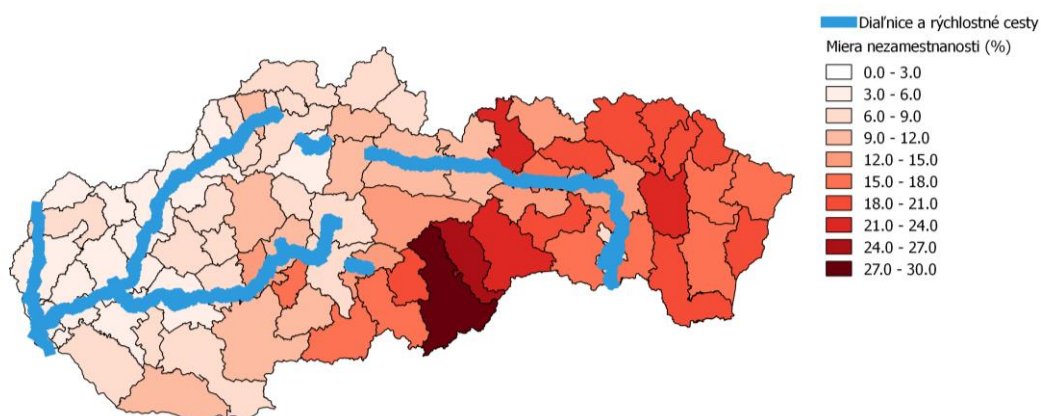 Diaľnice a rýchlostné cesty
Miera nezamestnanosti (%)
0.0 - 3.0
3.0 - 6.0
6.0 - 9.0
9.0 - 12.0
12.0 - 15.0
15.0 - 18.0
18.0 - 21.0
21.0 - 24.0
24.0 - 27.0
27.0 - 30.0